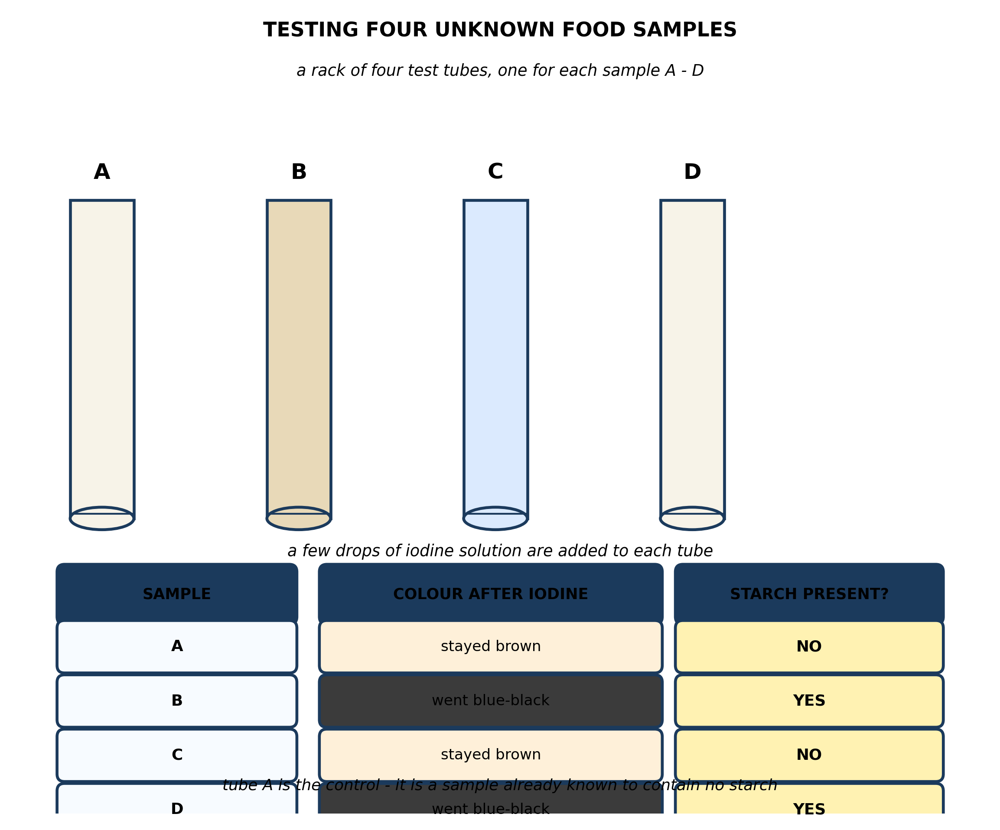 TESTING FOUR UNKNOWN FOOD SAMPLES
a rack of four test tubes, one for each sample A - D
A B C D
a few drops of iodine solution are added to each tube
SAMPLE COLOUR AFTER IODINE STARCH PRESENT?
A stayed brown NO
B went blue-black YES
C stayed brown NO
tube A is the control - it is a sample already known to contain no starch
D went blue-black YES